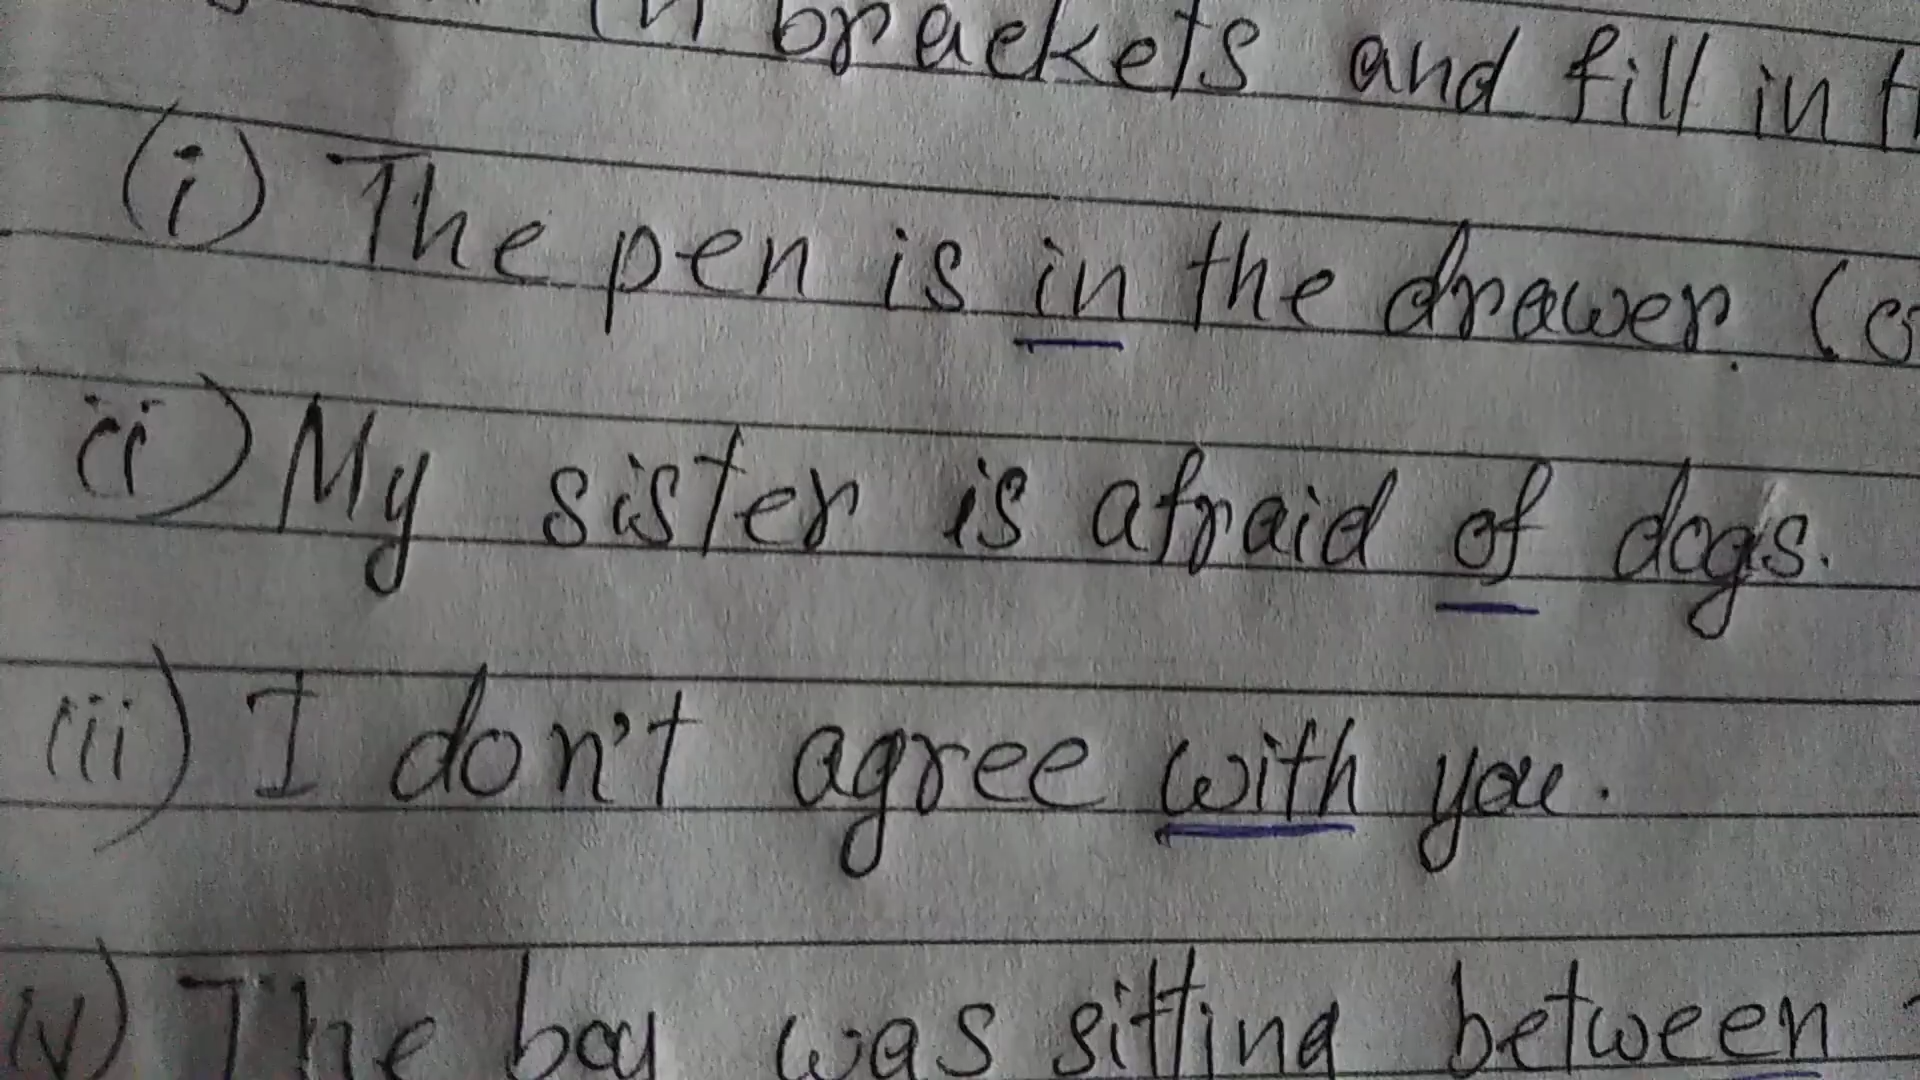 in brackets and fill in
(i) The pen is in the drawer. (
ii) My sister is afraid of dogs.
iii) I don't agree with you.
iv) The boy was sitting between